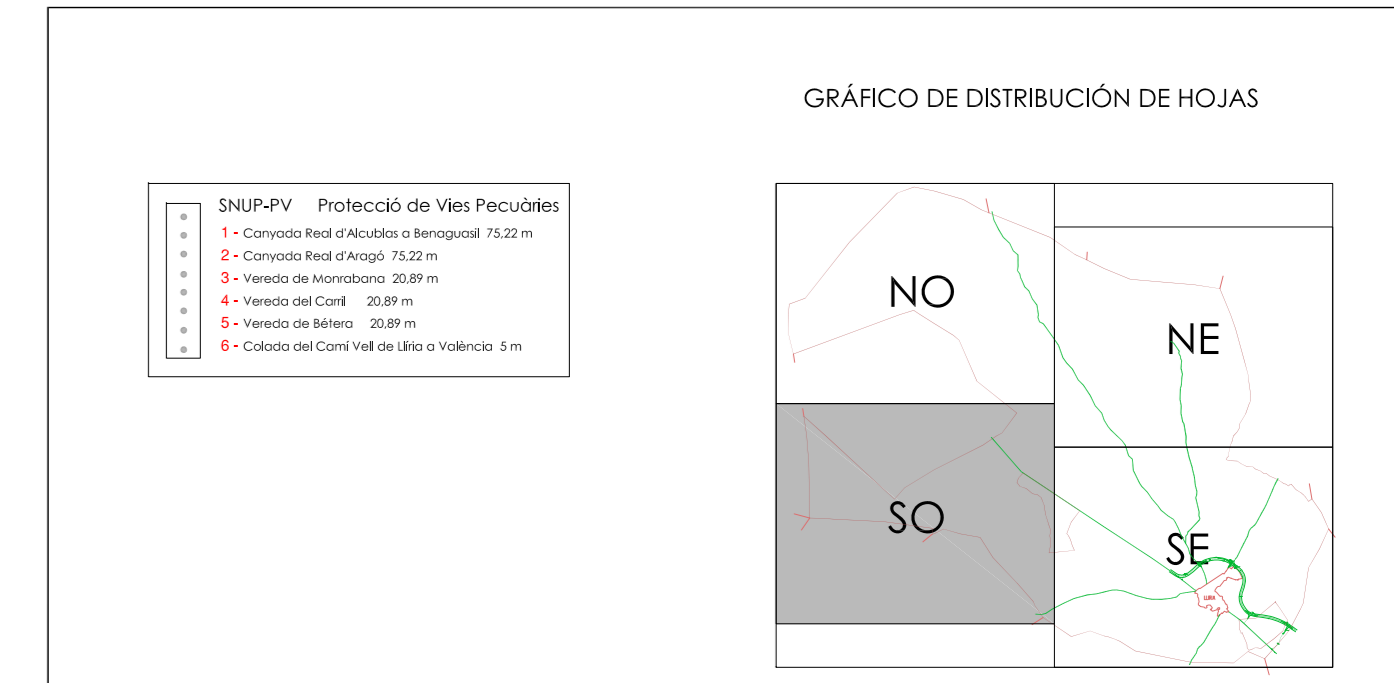 GRÁFICO DE DISTRIBUCIÓN DE HOJAS
SNUP-PV Protecció de Vies Pecuàries
1 - Canyada Real d'Alcublas a Benaguasil 75,22 m
2 - Canyada Real d'Aragó 75,22 m
3 - Vereda de Monrabana 20,89 m
4 - Vereda del Carril 20,89 m
5 - Vereda de Bétera 20,89 m
6 - Colada del Camí Vell de Llíria a València 5 m
NO
NE
SO
SE
LLIRIA